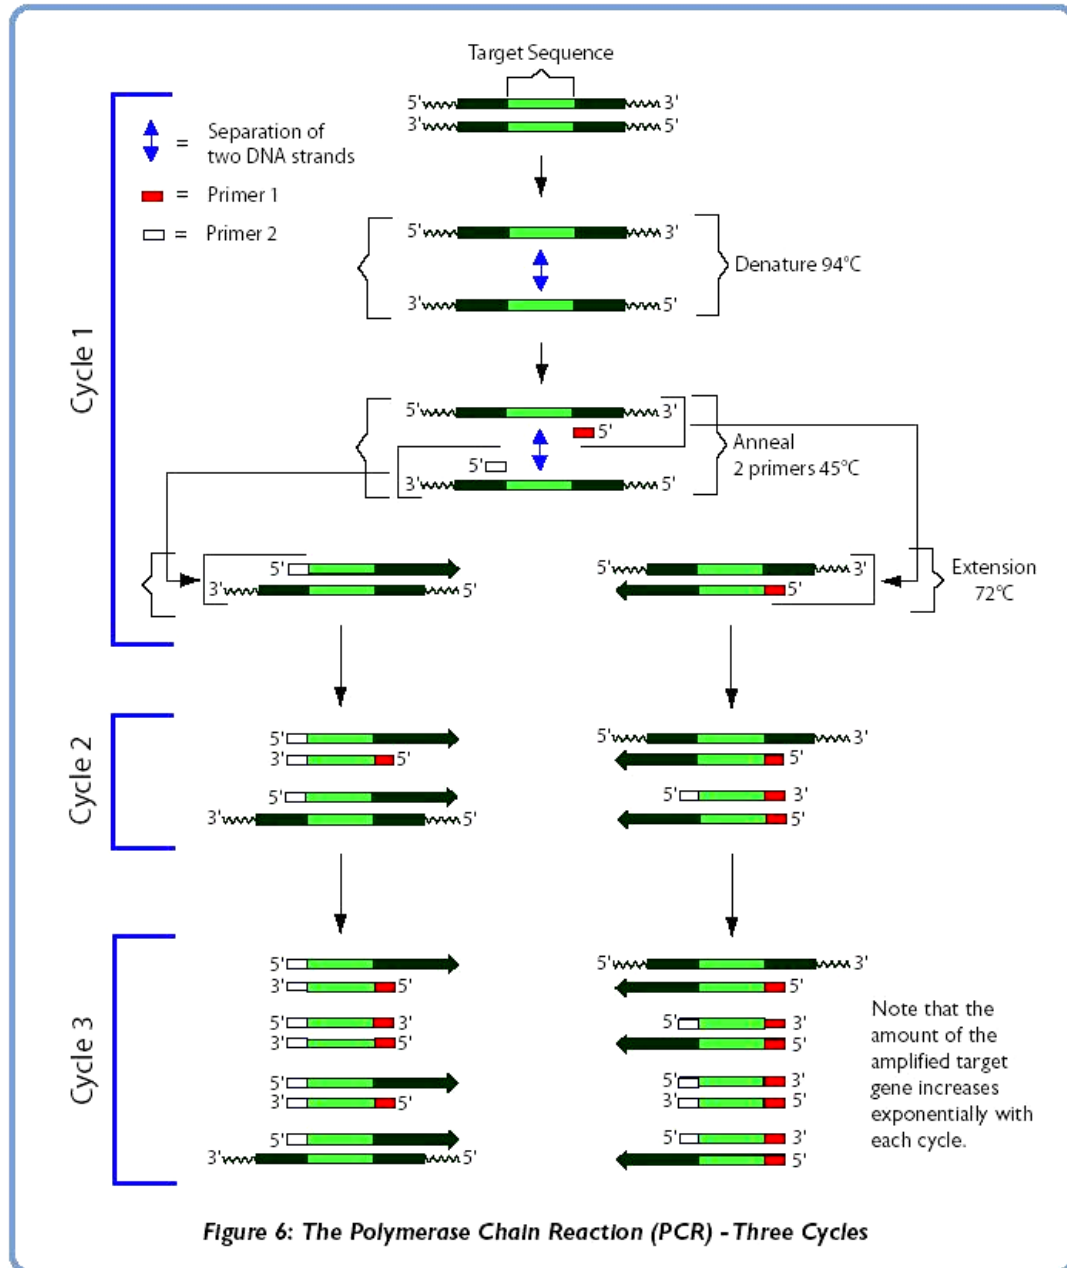 Target Sequence
5' 3'
3' 5'
= Separation of
two DNA strands
= Primer 1
= Primer 2
Cycle 1
5' 3'
Denature 94°C
3' 5'
5' 3'
5'
Anneal
2 primers 45°C
5'
3' 5'
5'
3' 5'
5' 3'
5'
Extension
72°C
Cycle 2
5'
3' 5'
5'
3' 5'
5' 3'
5'
5' 3'
5'
Cycle 3
5'
3' 5'
5' 3'
3' 5'
5'
3' 5'
5'
3' 5'
5' 3'
5'
5' 3'
5'
5' 3'
3' 5'
5' 3'
5'
Note that the
amount of the
amplified target
gene increases
exponentially with
each cycle.
Figure 6: The Polymerase Chain Reaction (PCR) - Three Cycles